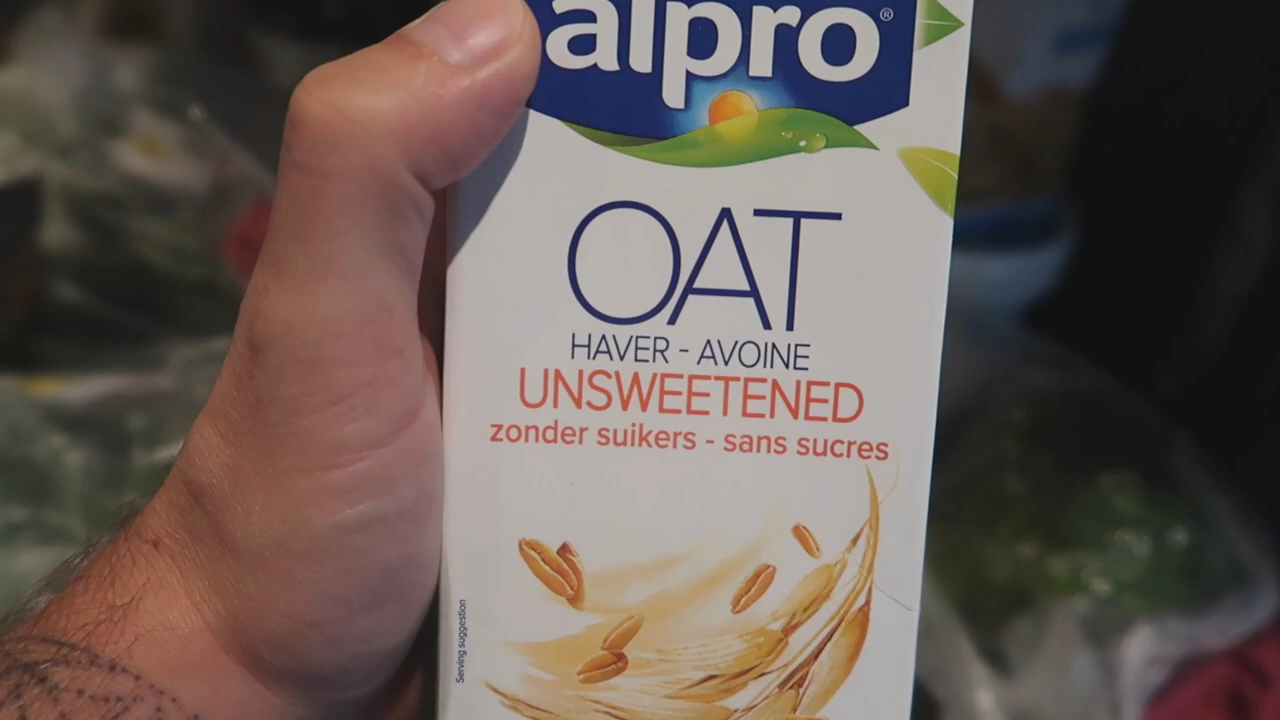 alpro®
OAT
HAVER - AVOINE
UNSWEETENED
zonder suikers - sans sucres
Serving suggestion